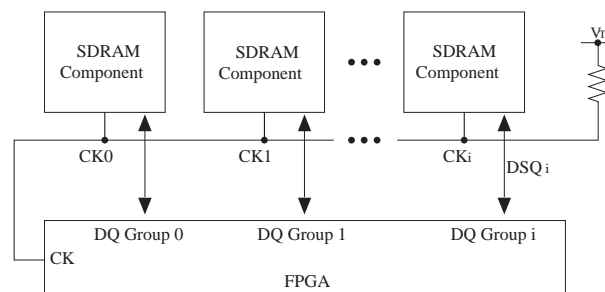 SDRAM
Component
SDRAM
Component
SDRAM
Component
CK0
CK1
CKi
DSQ i
DQ Group 0
DQ Group 1
DQ Group i
CK
FPGA